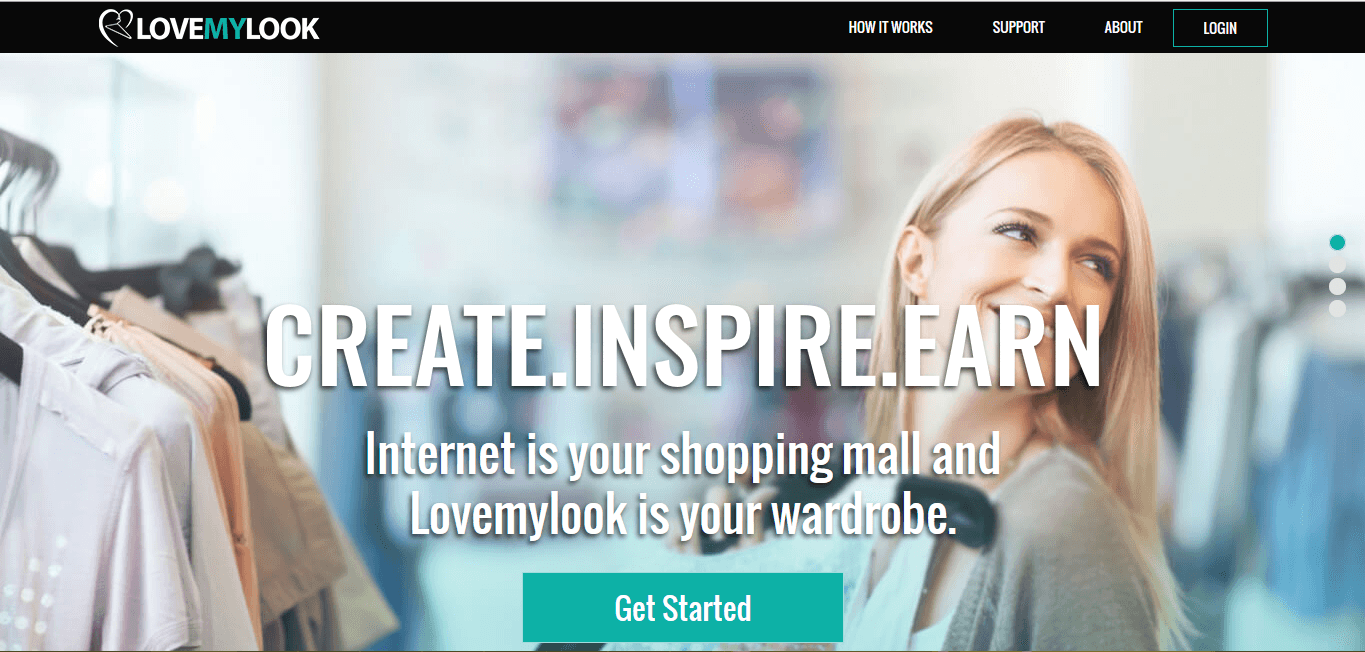 LOVEMYLOOK
HOW IT WORKS
SUPPORT
ABOUT
LOGIN
CREATE.INSPIRE.EARN
Internet is your shopping mall and
Lovemylook is your wardrobe.
Get Started